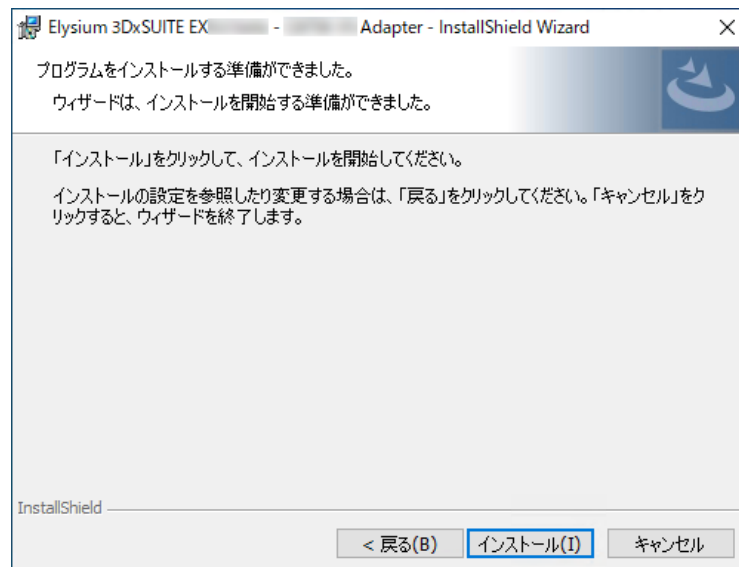 Elysium 3DxSUITE EX - Adapter - InstallShield Wizard
プログラムをインストールする準備ができました。
ウィザードは、インストールを開始する準備ができました。
「インストール」をクリックして、インストールを開始してください。
インストールの設定を参照したり変更する場合は、「戻る」をクリックしてください。「キャンセル」をク
リックすると、ウィザードを終了します。
InstallShield
< 戻る(B)
インストール(I)
キャンセル